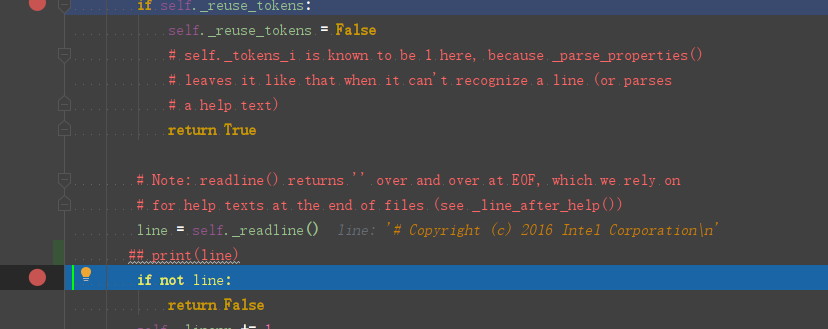 if self._reuse_tokens:
self._reuse_tokens = False
# self._tokens_i is known to be 1 here, because _parse_properties()
# leaves it like that when it can't recognize a line (or parses
# a help text)
return True
# Note: readline() returns '' over and over at EOF, which we rely on
# for help texts at the end of files (see _line_after_help())
line = self._readline() line: '# Copyright (c) 2016 Intel Corporation\n'
## print(line)
if not line:
return False
self._linenr += 1